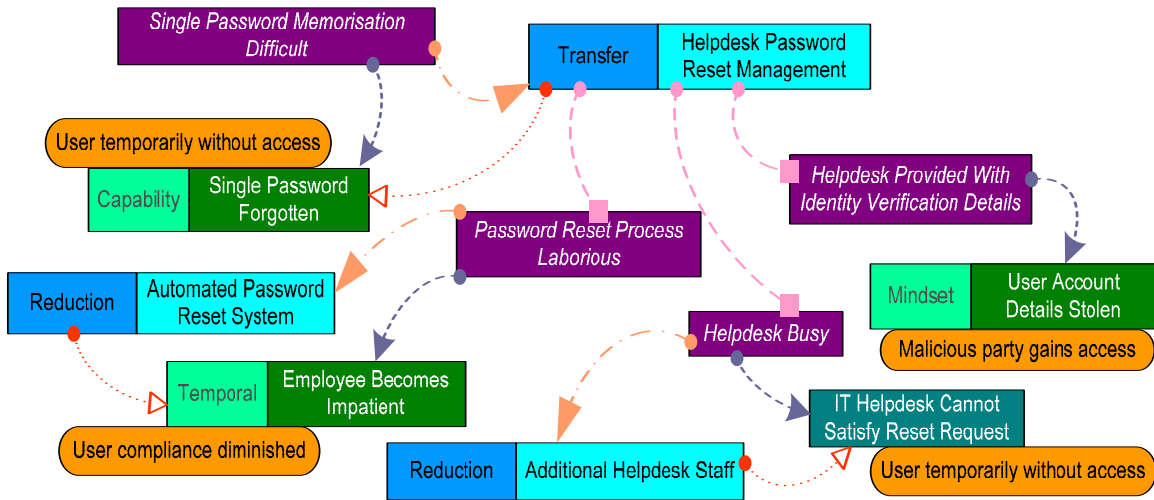 Single Password Memorisation
Difficult
Transfer
Helpdesk Password
Reset Management
User temporarily without access
Capability
Single Password
Forgotten
Helpdesk Provided With
Identity Verification Details
Password Reset Process
Laborious
Reduction
Automated Password
Reset System
Mindset
User Account
Details Stolen
Malicious party gains access
Helpdesk Busy
Temporal
Employee Becomes
Impatient
User compliance diminished
IT Helpdesk Cannot
Satisfy Reset Request
User temporarily without access
Reduction
Additional Helpdesk Staff